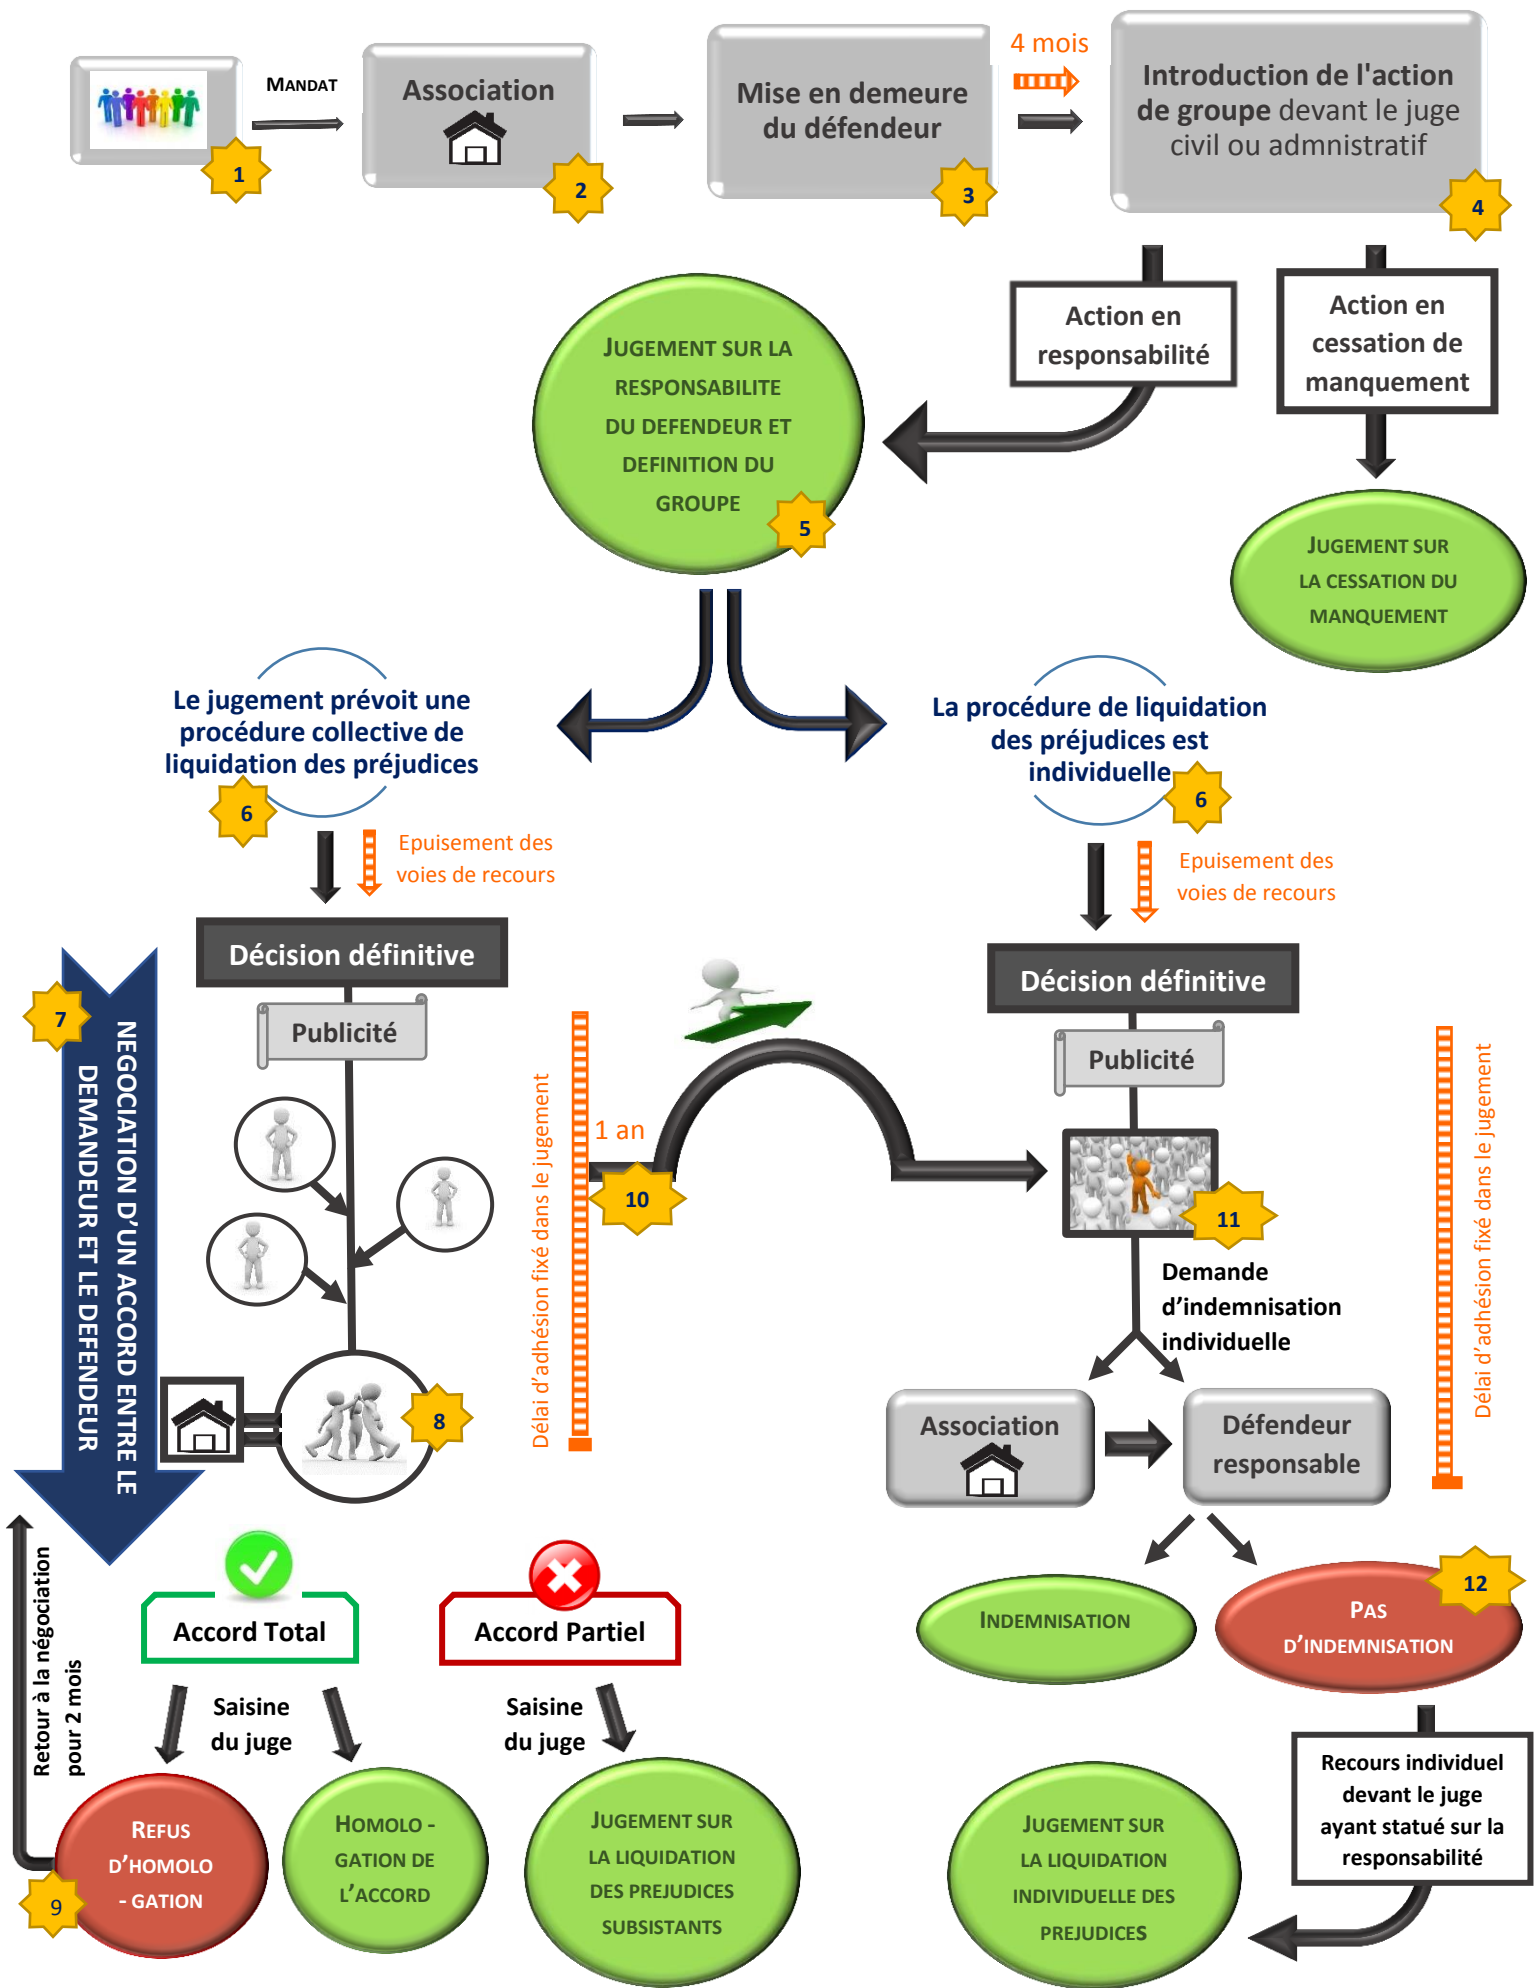 MANDAT
1
Association
2
Mise en demeure
du défendeur
3
4 mois
Introduction de l'action
de groupe devant le juge
civil ou admnistratif
4
Action en
responsabilité
Action en
cessation de
manquement
JUGEMENT SUR LA
RESPONSABILITE
DU DEFENDEUR ET
DEFINITION DU
GROUPE
5
JUGEMENT SUR
LA CESSATION DU
MANQUEMENT
Le jugement prévoit une
procédure collective de
liquidation des préjudices
6
La procédure de liquidation
des préjudices est
individuelle
6
Epuisement des
voies de recours
Epuisement des
voies de recours
Décision définitive
Publicité
7
NEGOCIATION D'UN ACCORD ENTRE LE
DEMANDEUR ET LE DEFENDEUR
8
Délai d'adhésion fixé dans le jugement
1 an
10
Décision définitive
Publicité
11
Délai d'adhésion fixé dans le jugement
Demande
d'indemnisation
individuelle
Association
Défendeur
responsable
INDEMNISATION
PAS
D'INDEMNISATION
12
Retour à la négociation
pour 2 mois
Accord Total
Accord Partiel
Saisine
du juge
Saisine
du juge
REFUS
D'HOMOLO
- GATION
9
HOMOLO -
GATION DE
L'ACCORD
JUGEMENT SUR
LA LIQUIDATION
DES PREJUDICES
SUBSISTANTS
Recours individuel
devant le juge
ayant statué sur la
responsabilité
JUGEMENT SUR
LA LIQUIDATION
INDIVIDUELLE DES
PREJUDICES